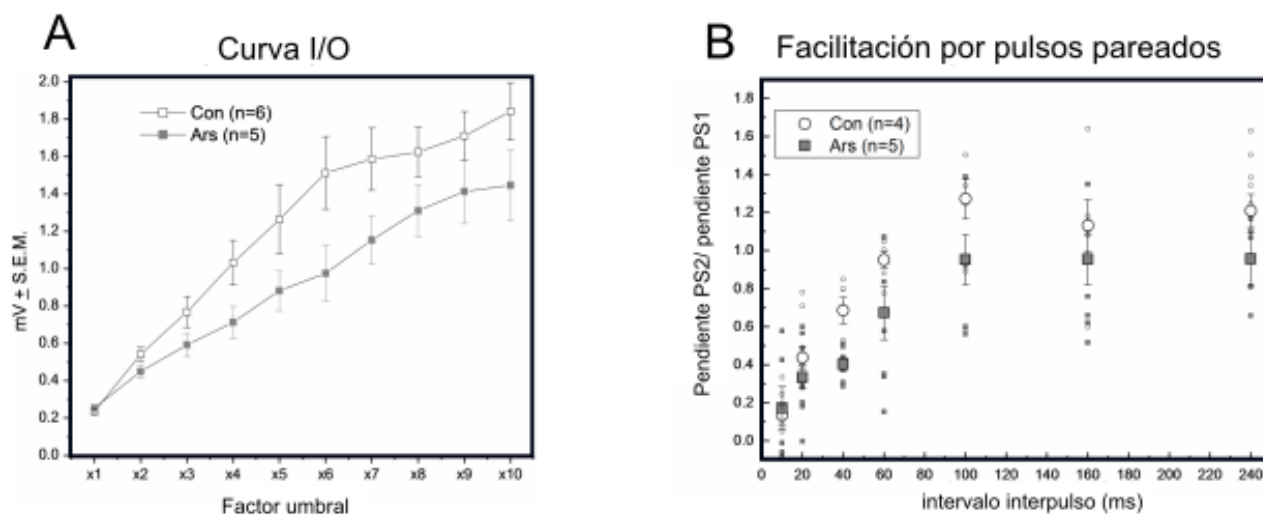 A
Curva I/O
2.0
1.8
1.6
1.4
1.2
1.0
0.8
0.6
0.4
0.2
0.0
mV ± S.E.M.
Con (n=6)
Ars (n=5)
x1 x2 x3 x4 x5 x6 x7 x8 x9 x10
Factor umbral
B
Facilitación por pulsos pareados
1.8
1.6
1.4
1.2
1.0
0.8
0.6
0.4
0.2
0.0
Pendiente PS2/ pendiente PS1
Con (n=4)
Ars (n=5)
0 20 40 60 80 100 120 140 160 180 200 220 240
intervalo interpulso (ms)